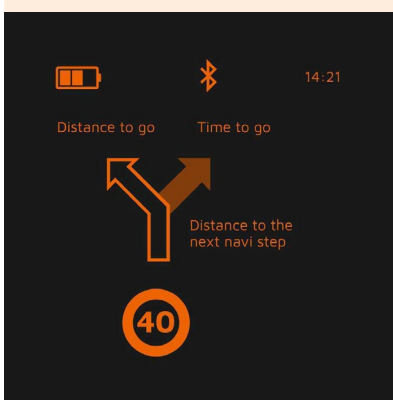 14:21
Distance to go
Time to go
Distance to the
next navi step
40